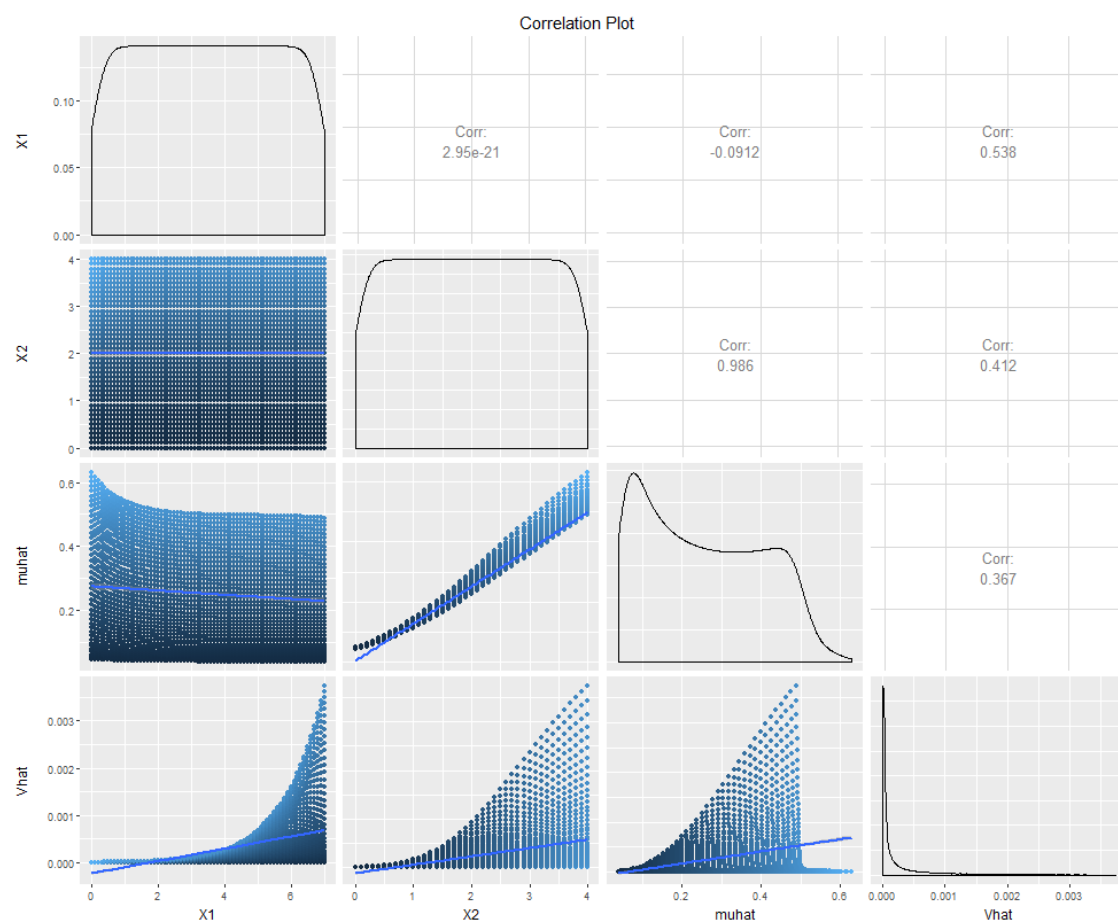 Correlation Plot
X1
0.10
0.05
0.00
Corr:
2.95e-21
Corr:
-0.0912
Corr:
0.538
X2
4
3
2
1
0
Corr:
0.986
Corr:
0.412
muhat
0.6
0.4
0.2
Corr:
0.367
Vhat
0.003
0.002
0.001
0.000
0 2 4 6
0 1 2 3 4
0.2 0.4 0.6
0.000 0.001 0.002 0.003
X1 X2 muhat Vhat